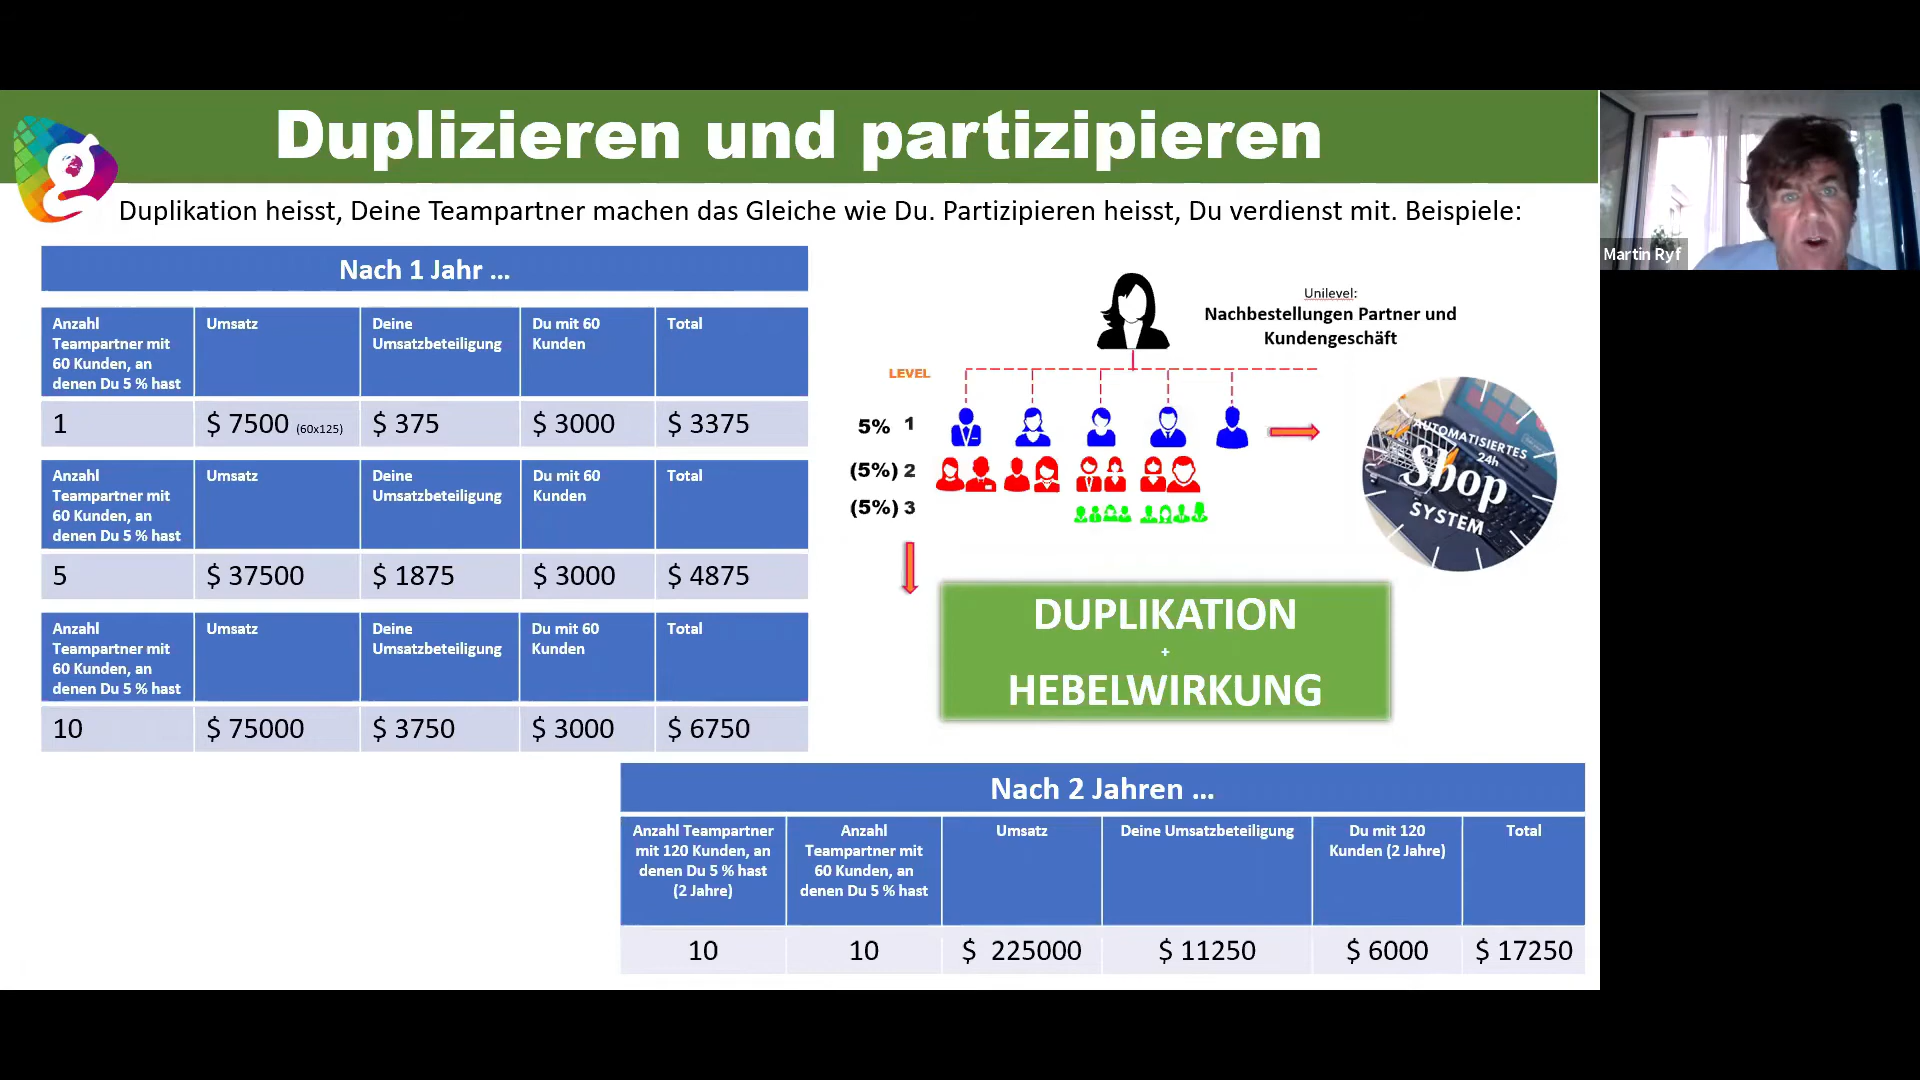 Duplizieren und partizipieren
g
Duplikation heisst, Deine Teampartner machen das Gleiche wie Du. Partizipieren heisst, Du verdienst mit. Beispiele:
Martin Ryf
Nach 1 Jahr ...
Anzahl
Teampartner mit
60 Kunden, an
denen Du 5 % hast
Umsatz
Deine
Umsatzbeteiligung
Du mit 60
Kunden
Total
1
$ 7500 (60x125)
$ 375
$ 3000
$ 3375
Anzahl
Teampartner mit
60 Kunden, an
denen Du 5 % hast
Umsatz
Deine
Umsatzbeteiligung
Du mit 60
Kunden
Total
5
$ 37500
$ 1875
$ 3000
$ 4875
Anzahl
Teampartner mit
60 Kunden, an
denen Du 5 % hast
Umsatz
Deine
Umsatzbeteiligung
Du mit 60
Kunden
Total
10
$ 75000
$ 3750
$ 3000
$ 6750
Unilevel:
Nachbestellungen Partner und
Kundengeschäft
LEVEL
5% 1
(5%) 2
(5%) 3
AUTOMATISIERTES
24h
Shop
SYSTEM
DUPLIKATION
+
HEBELWIRKUNG
Nach 2 Jahren ...
Anzahl Teampartner
mit 120 Kunden, an
denen Du 5 % hast
(2 Jahre)
Anzahl
Teampartner mit
60 Kunden, an
denen Du 5 % hast
Umsatz
Deine Umsatzbeteiligung
Du mit 120
Kunden (2 Jahre)
Total
10
10
$ 225000
$ 11250
$ 6000
$ 17250